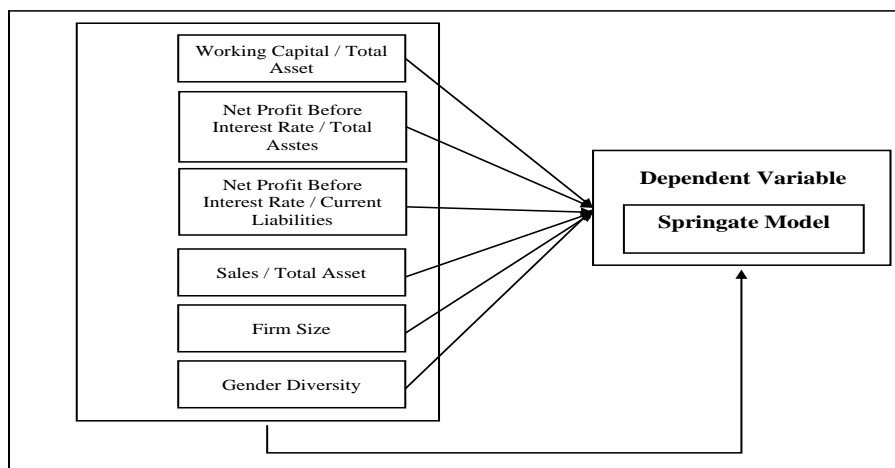 Working Capital / Total
Asset
Net Profit Before
Interest Rate / Total
Asstes
Net Profit Before
Interest Rate / Current
Liabilities
Sales / Total Asset
Firm Size
Gender Diversity
Dependent Variable
Springate Model